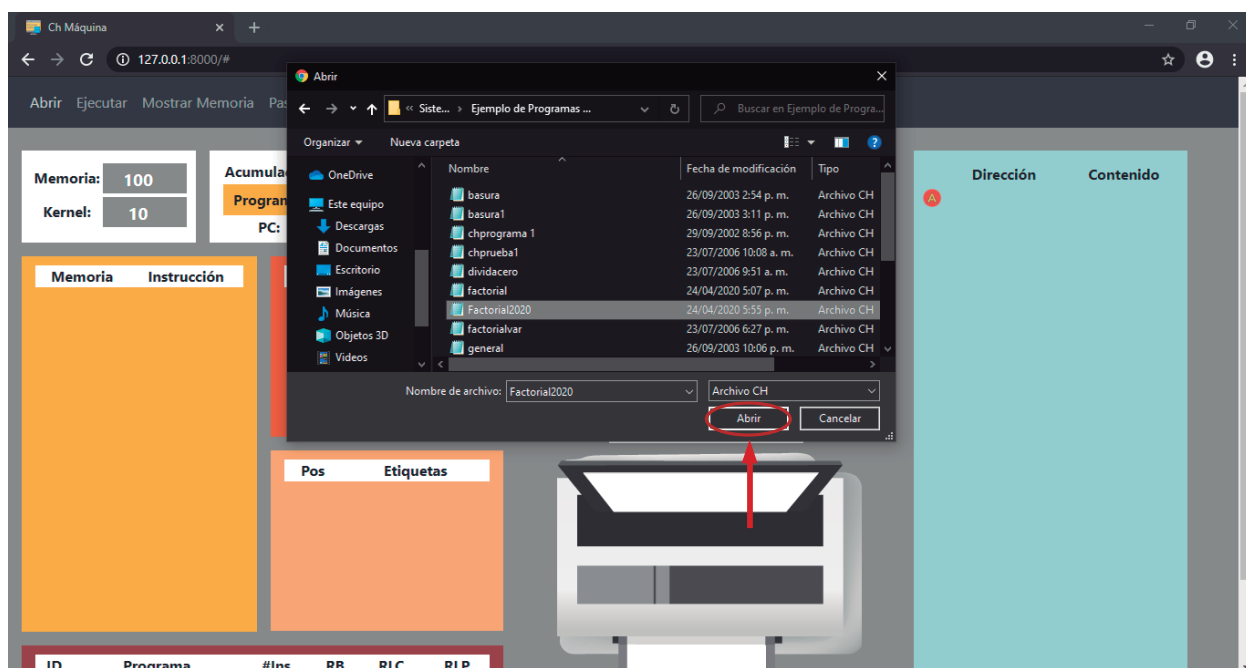 Ch Máquina
127.0.0.1:8000/#
Abrir Ejecutar Mostrar Memoria
Memoria: 100
Kernel: 10
PC:
Memoria Instrucción
Abrir
« Siste... › Ejemplo de Programas ...
Buscar en Ejemplo de Progra...
Organizar Nueva carpeta
OneDrive
Este equipo
Descargas
Documentos
Escritorio
Imágenes
Música
Objetos 3D
Videos
Nombre Fecha de modificación Tipo
basura 26/09/2003 2:54 p. m. Archivo CH
basura1 26/09/2003 3:11 p. m. Archivo CH
chprograma 1 29/09/2002 8:56 p. m. Archivo CH
chprueba1 23/07/2006 10:08 a. m. Archivo CH
dividacero 23/07/2006 9:51 a. m. Archivo CH
factorial 24/04/2020 5:07 p. m. Archivo CH
Factorial2020 24/04/2020 5:55 p. m. Archivo CH
factorialvar 23/07/2006 6:27 p. m. Archivo CH
general 26/09/2003 10:06 p. m. Archivo CH
Nombre de archivo: Factorial2020 Archivo CH
Abrir Cancelar
Dirección Contenido
A
Pos Etiquetas
ID Programa #Ins RB RLC RLP